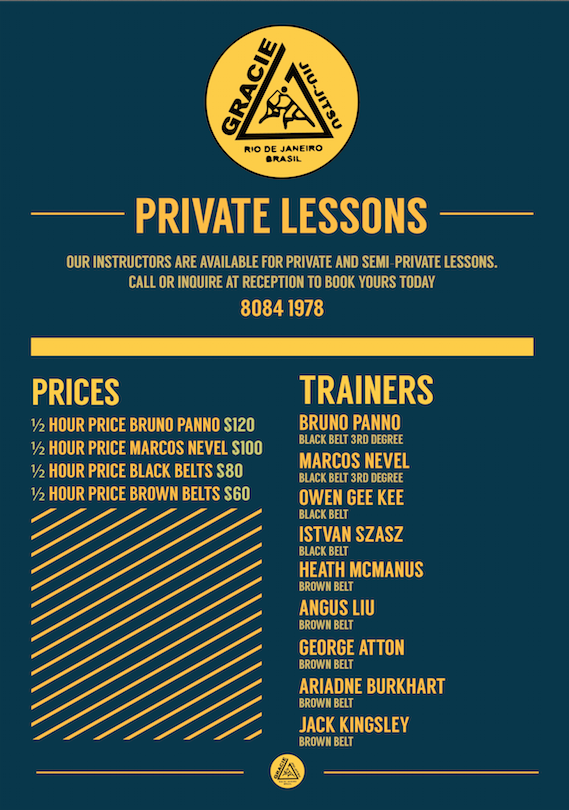 GRACIE
JIU-JITSU
RIO DE JANEIRO
BRASIL
PRIVATE LESSONS
OUR INSTRUCTORS ARE AVAILABLE FOR PRIVATE AND SEMI-PRIVATE LESSONS.
CALL OR INQUIRE AT RECEPTION TO BOOK YOURS TODAY
8084 1978
PRICES
½ HOUR PRICE BRUNO PANNO $120
½ HOUR PRICE MARCOS NEVEL $100
½ HOUR PRICE BLACK BELTS $80
½ HOUR PRICE BROWN BELTS $60
TRAINERS
BRUNO PANNO
BLACK BELT 3RD DEGREE
MARCOS NEVEL
BLACK BELT 3RD DEGREE
OWEN GEE KEE
BLACK BELT
ISTVAN SZASZ
BLACK BELT
HEATH MCMANUS
BROWN BELT
ANGUS LIU
BROWN BELT
GEORGE ATTON
BROWN BELT
ARIADNE BURKHART
BROWN BELT
JACK KINGSLEY
BROWN BELT
GRACIE